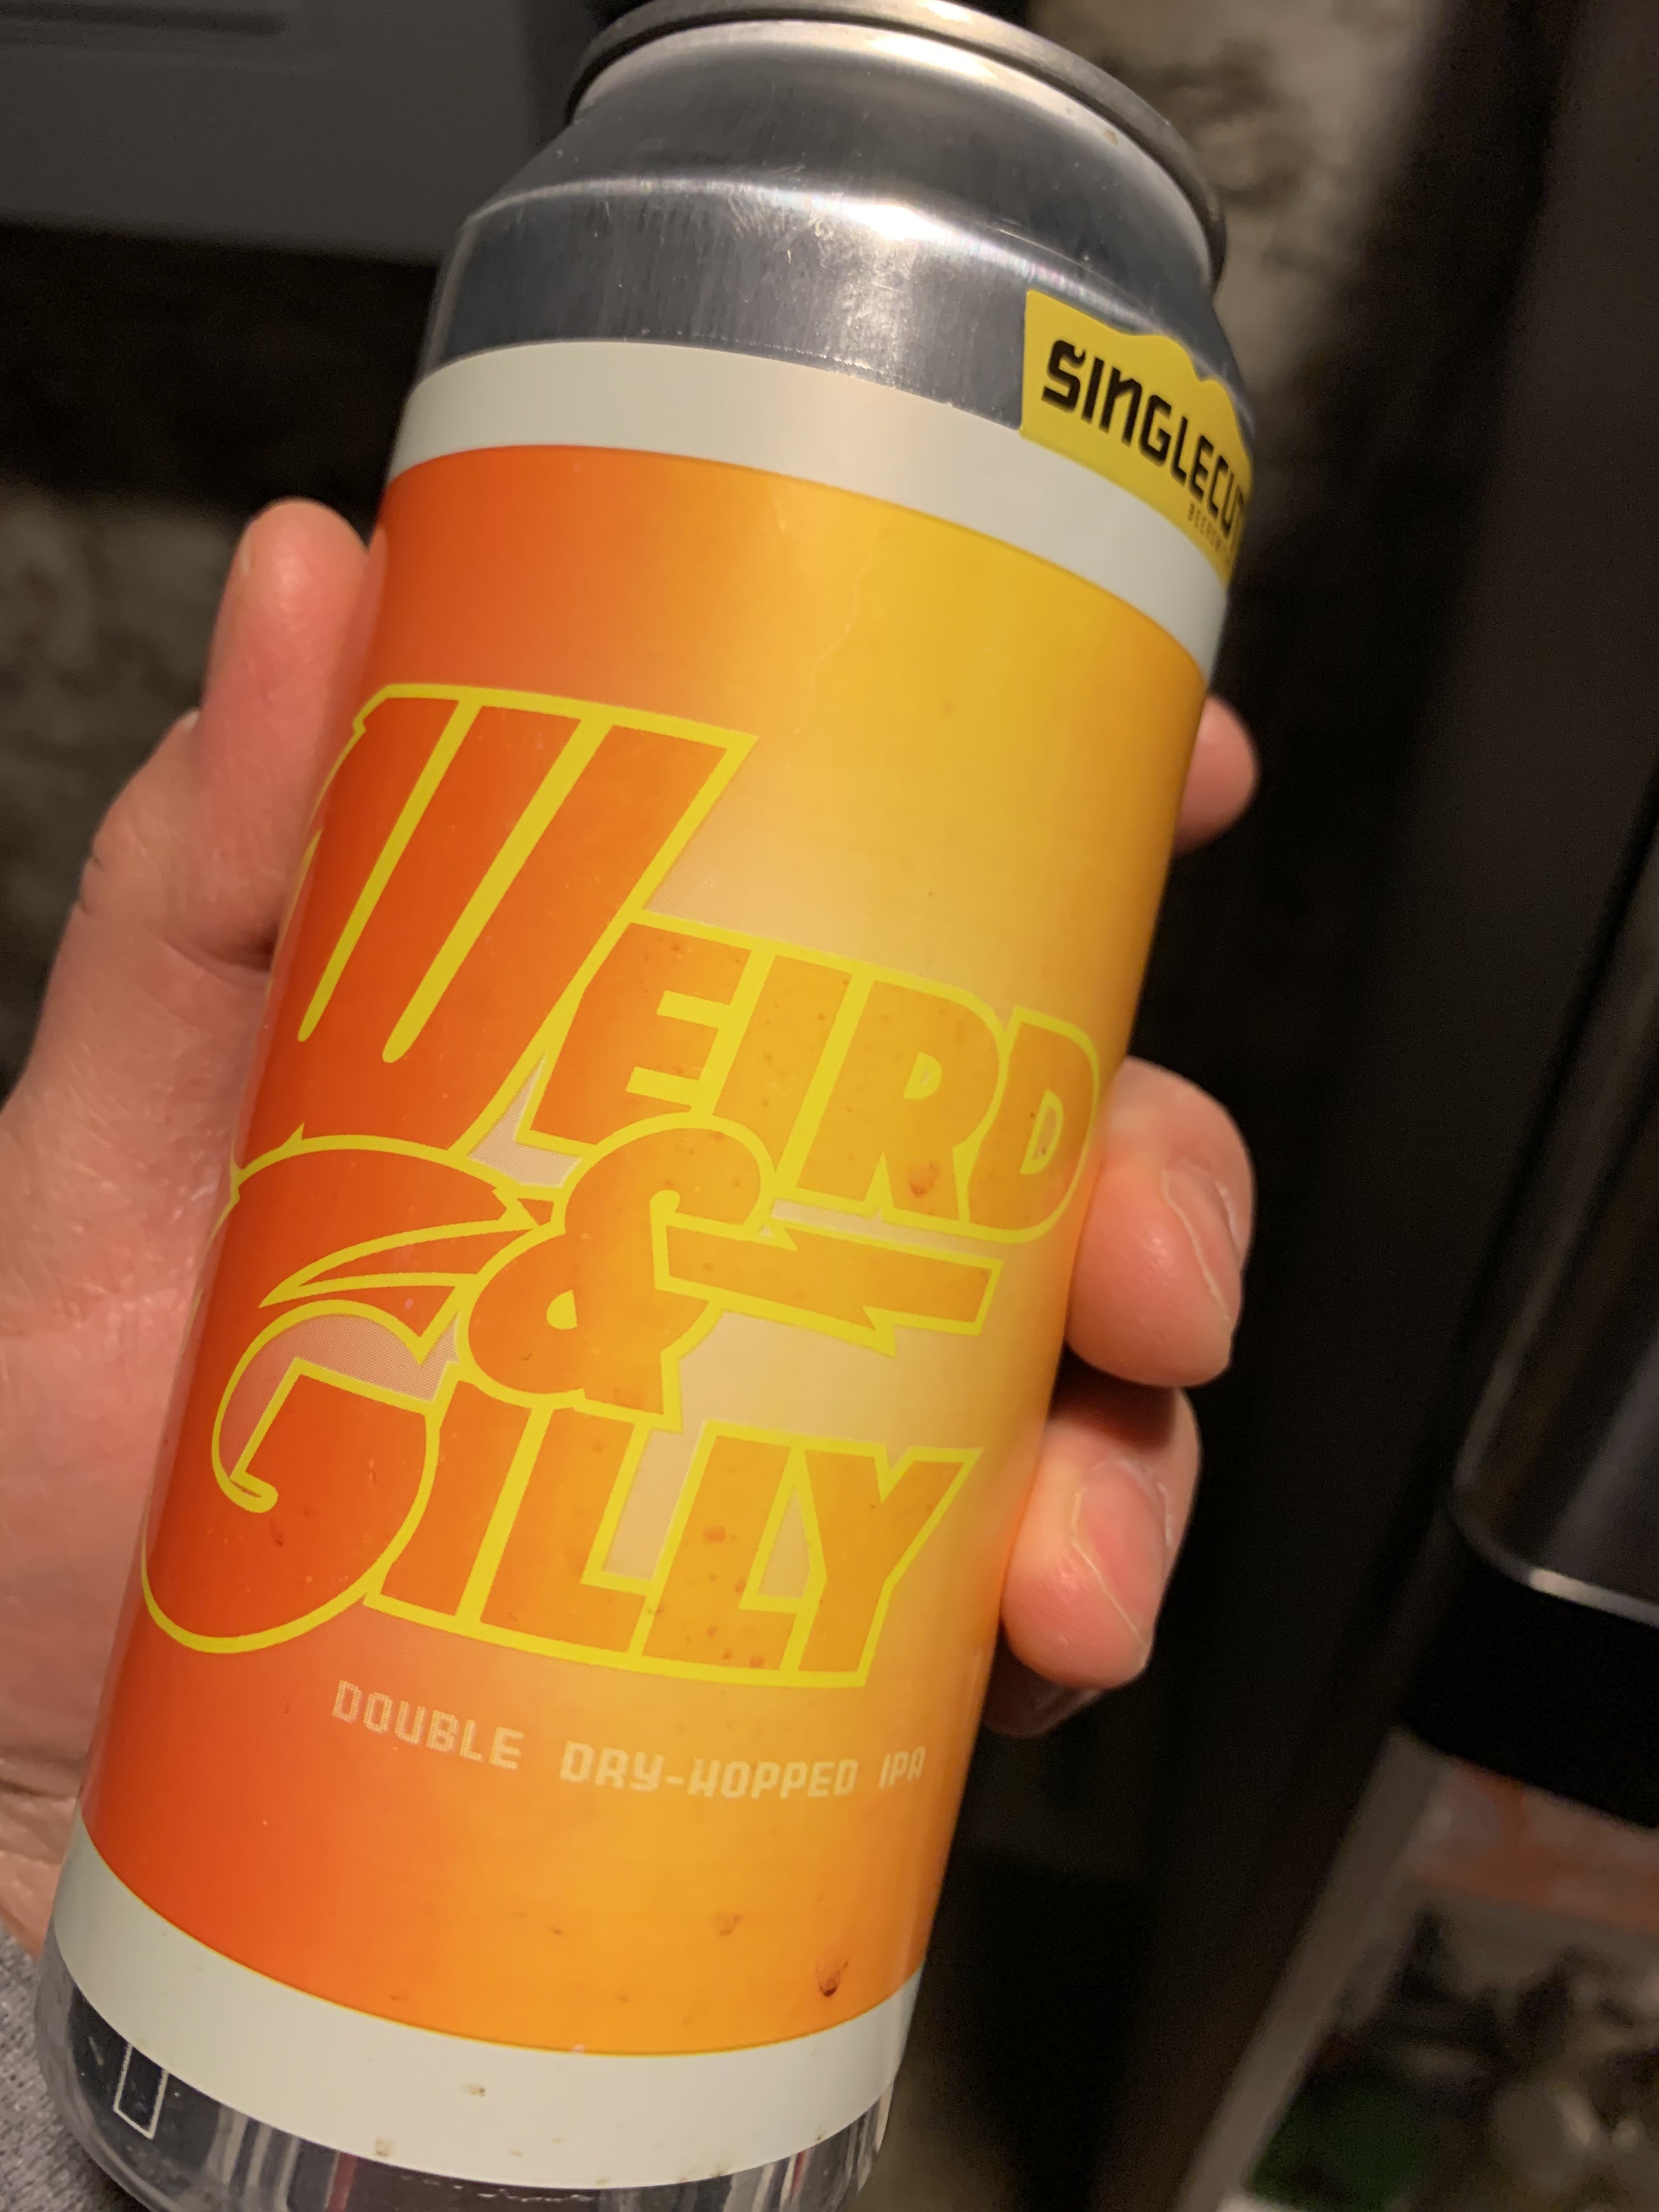 SINGLECUT
WEIRD
&
GILLY
DOUBLE DRY-HOPPED IPA